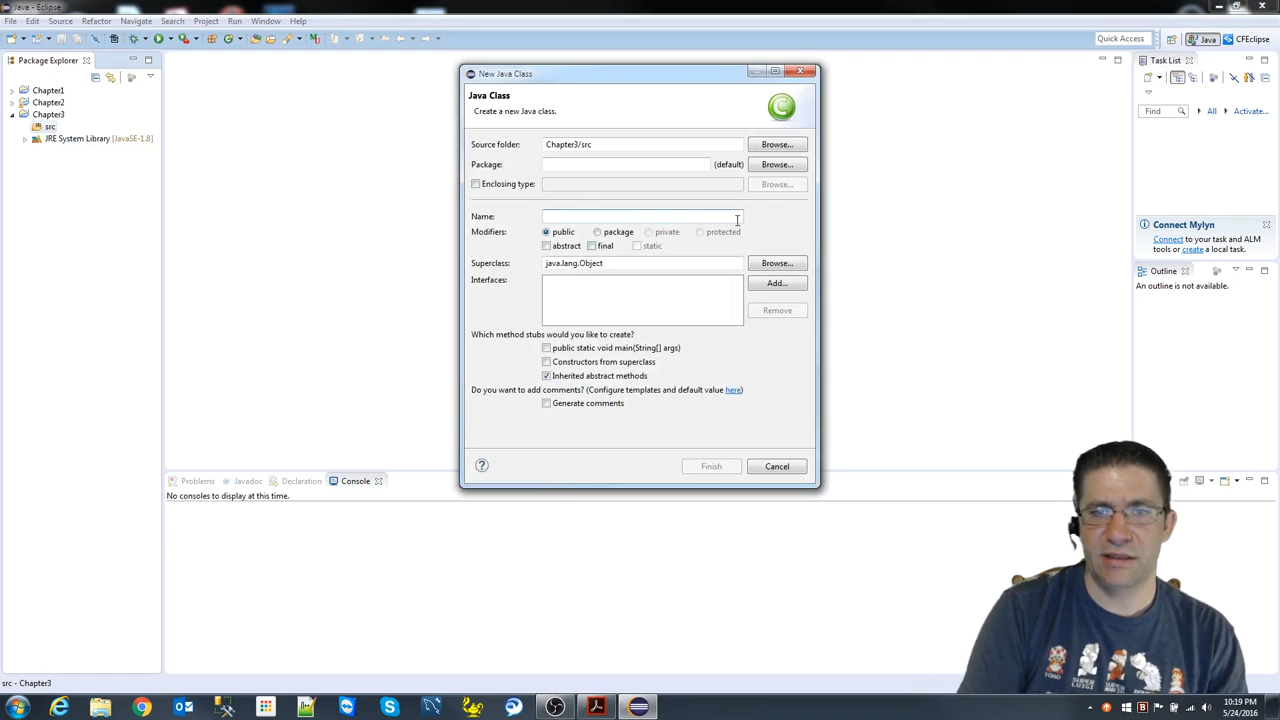 Java - Eclipse
File Edit Source Refactor Navigate Search Project Run Window Help
Quick Access
Java
CFEclipse
Package Explorer
Chapter1
Chapter2
Chapter3
src
JRE System Library [JavaSE-1.8]
New Java Class
Java Class
Create a new Java class.
Source folder: Chapter3/src Browse...
Package: (default) Browse...
Enclosing type: Browse...
Name:
Modifiers: public package private protected
abstract final static
Superclass: java.lang.Object Browse...
Interfaces: Add...
Remove
Which method stubs would you like to create?
public static void main(String[] args)
Constructors from superclass
Inherited abstract methods
Do you want to add comments? (Configure templates and default value here)
Generate comments
Finish Cancel
Task List
Find All Activate...
Connect Mylyn
Connect to your task and ALM
tools or create a local task.
Outline
An outline is not available.
Problems Javadoc Declaration Console
No consoles to display at this time.
TOAD
SUPER
LUIGI
SUPER
src - Chapter3
10:19 PM
5/24/2016